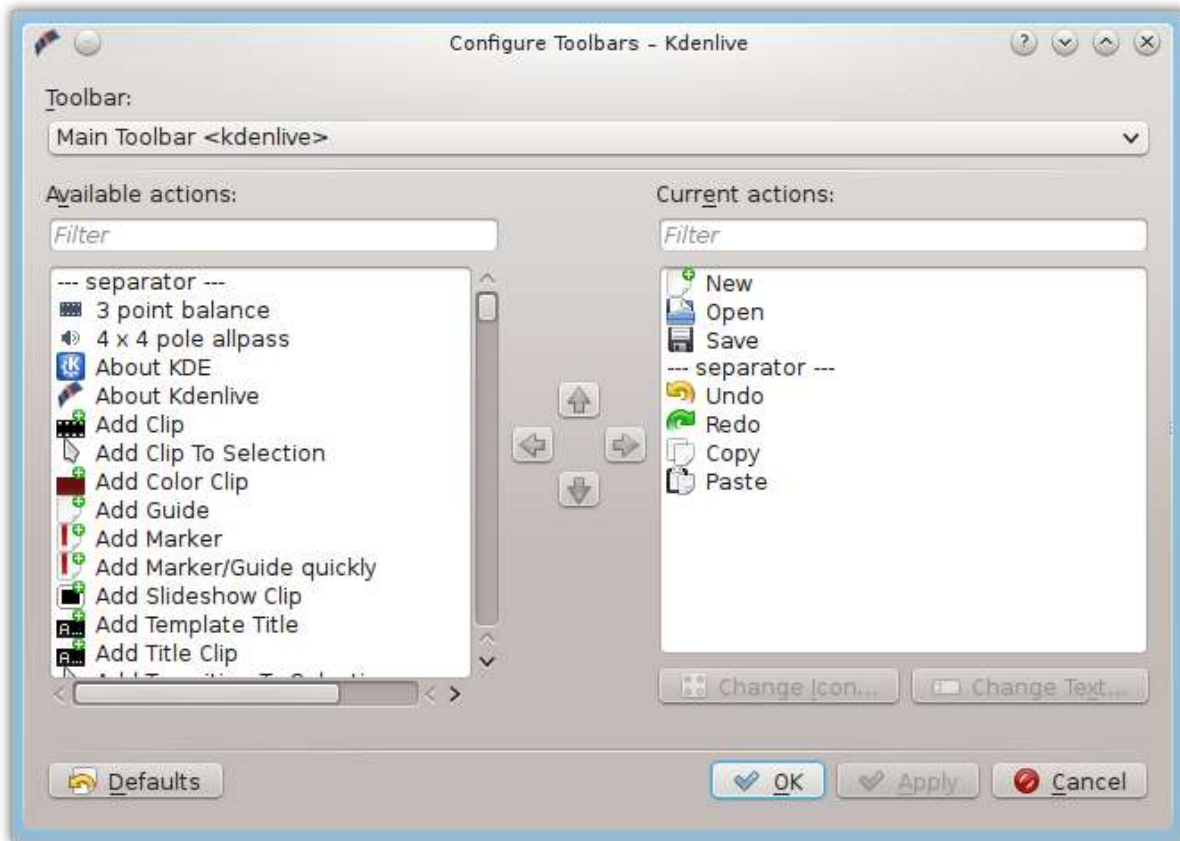 Configure Toolbars – Kdenlive
Toolbar:
Main Toolbar <kdenlive>
Available actions:
Filter
--- separator ---
3 point balance
4 x 4 pole allpass
About KDE
About Kdenlive
Add Clip
Add Clip To Selection
Add Color Clip
Add Guide
Add Marker
Add Marker/Guide quickly
Add Slideshow Clip
Add Template Title
Add Title Clip
Current actions:
Filter
New
Open
Save
--- separator ---
Undo
Redo
Copy
Paste
Change Icon...
Change Text...
Defaults
OK
Apply
Cancel